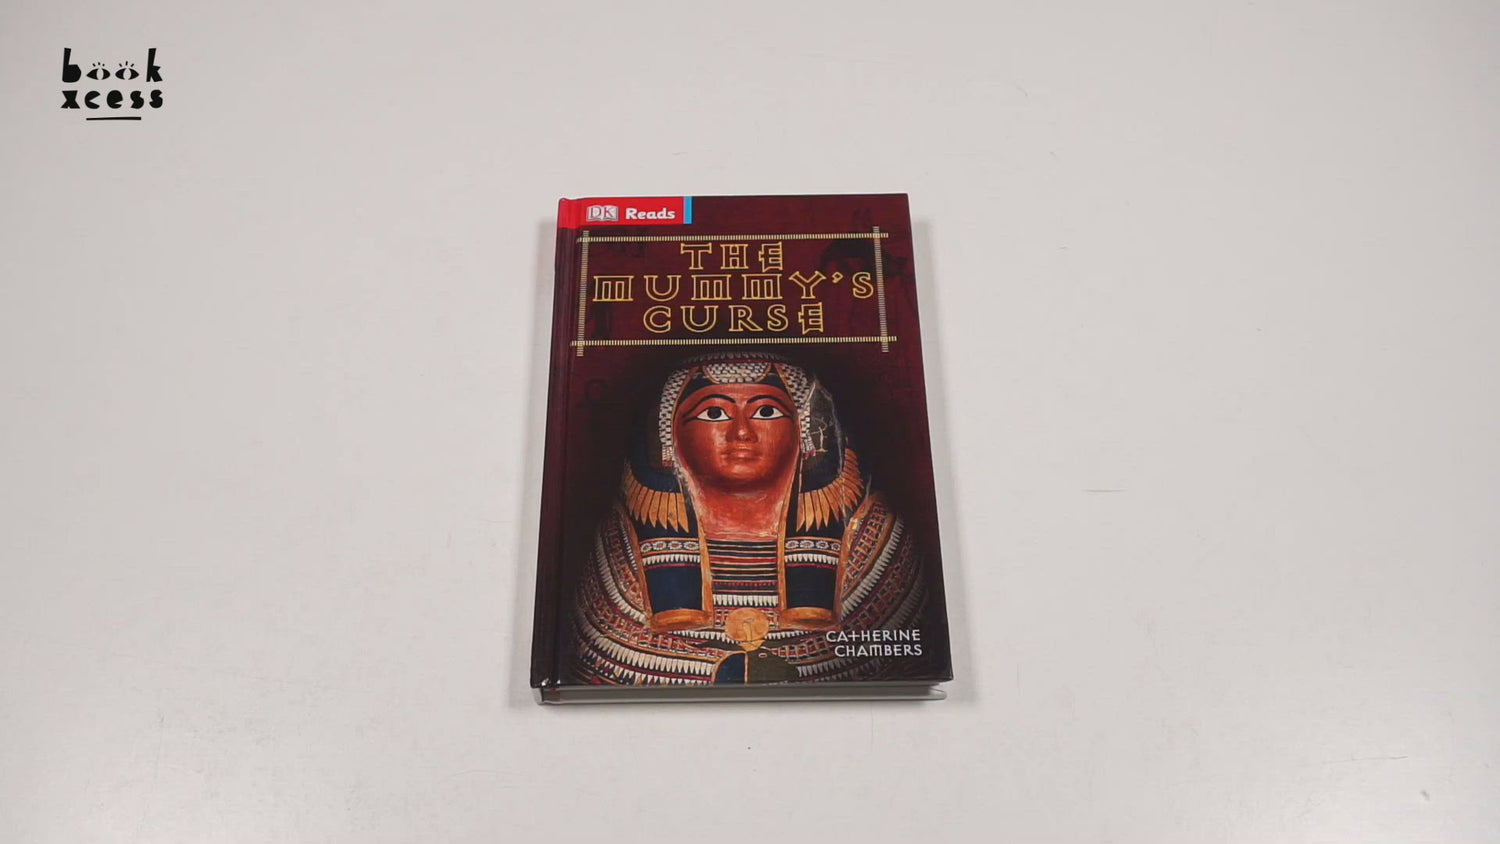 book
xcess
DK Reads
THE
MUMMY'S
CURSE
CATHERINE
CHAMBERS